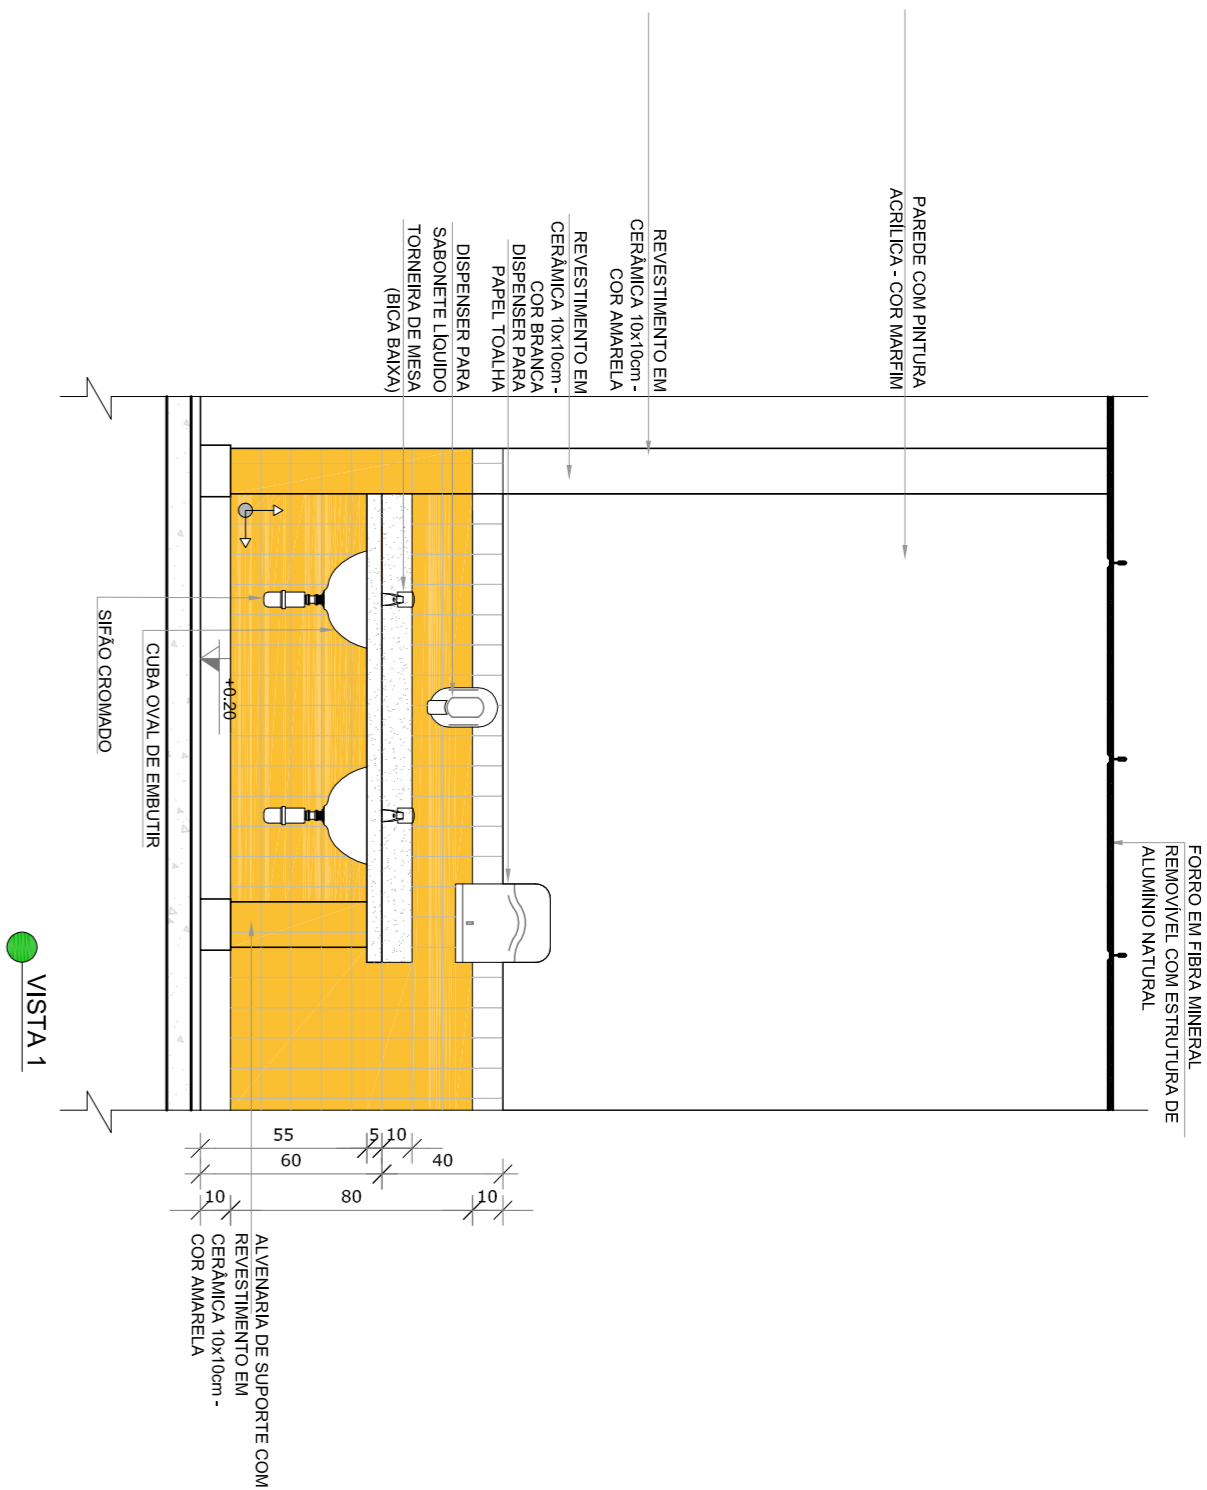 FORRO EM FIBRA MINERAL
REMOVÍVEL COM ESTRUTURA DE
ALUMÍNIO NATURAL
PAREDE COM PINTURA
ACRÍLICA - COR MARFIM
REVESTIMENTO EM
CERÂMICA 10x10cm -
COR AMARELA
REVESTIMENTO EM
CERÂMICA 10x10cm -
COR BRANCA
DISPENSER PARA
PAPEL TOALHA
DISPENSER PARA
SABONETE LÍQUIDO
TORNEIRA DE MESA
(BICA BAIXA)
10
5
55
40
60
10
80
10
ALVENARIA DE SUPORTE COM
REVESTIMENTO EM
CERÂMICA 10x10cm -
COR AMARELA
+0.20
CUBA OVAL DE EMBUTIR
SIFÃO CROMADO
VISTA 1